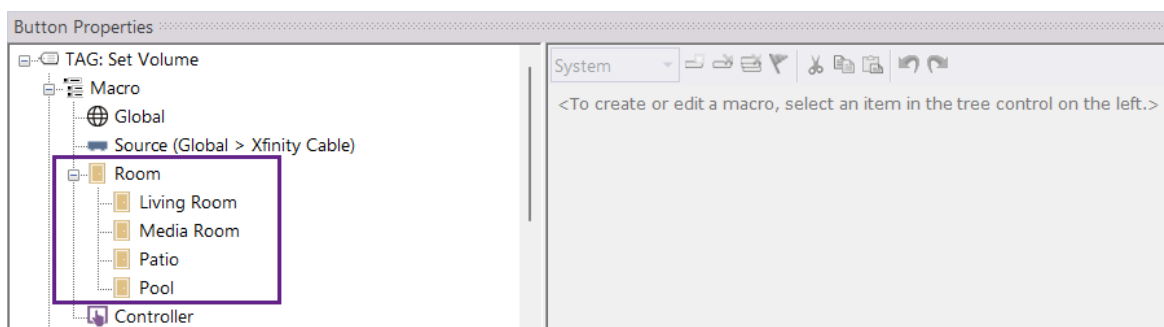 Button Properties
TAG: Set Volume
Macro
Global
Source (Global > Xfinity Cable)
Room
Living Room
Media Room
Patio
Pool
Controller
System
<To create or edit a macro, select an item in the tree control on the left.>